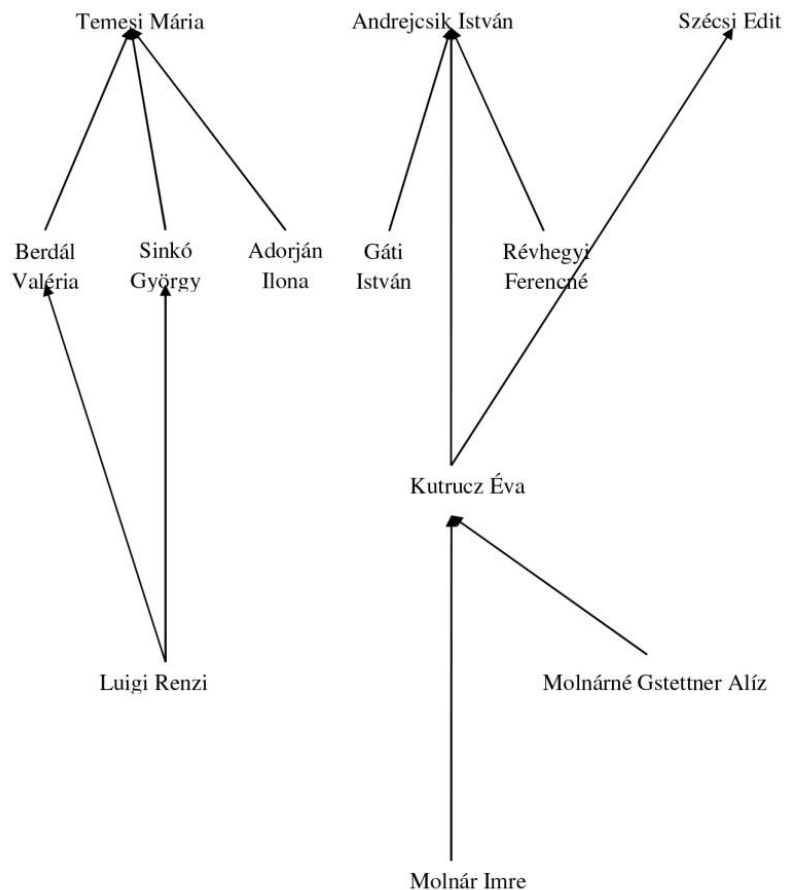 Temesi Mária
Andrejcsik István
Szécsi Edit
Berdál
Valéria
Sinkó
György
Adorján
Ilona
Gáti
István
Révhegyi
Ferencné
Kutrucz Éva
Luigi Renzi
Molnárné Gstettner Alíz
Molnár Imre